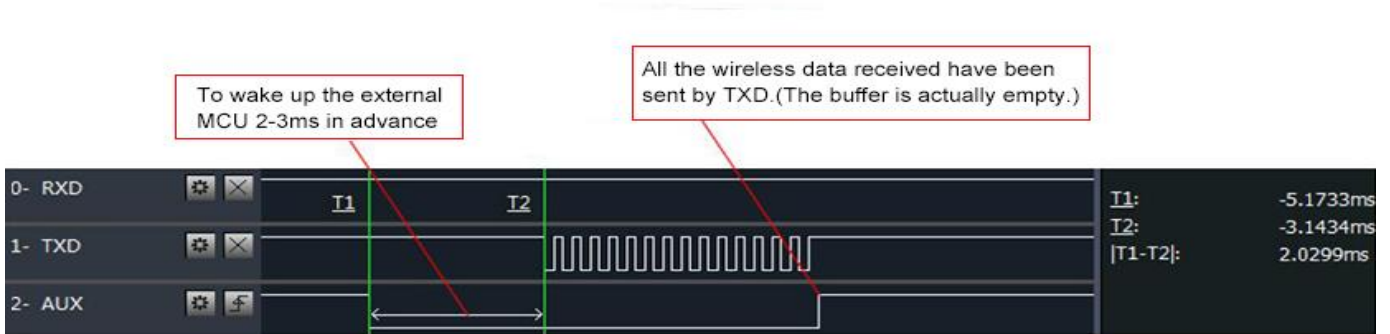 All the wireless data received have been
sent by TXD.(The buffer is actually empty.)
To wake up the external
MCU 2-3ms in advance
0- RXD
T1
T2
T1: -5.1733ms
T2: -3.1434ms
1- TXD
|T1-T2|: 2.0299ms
2- AUX